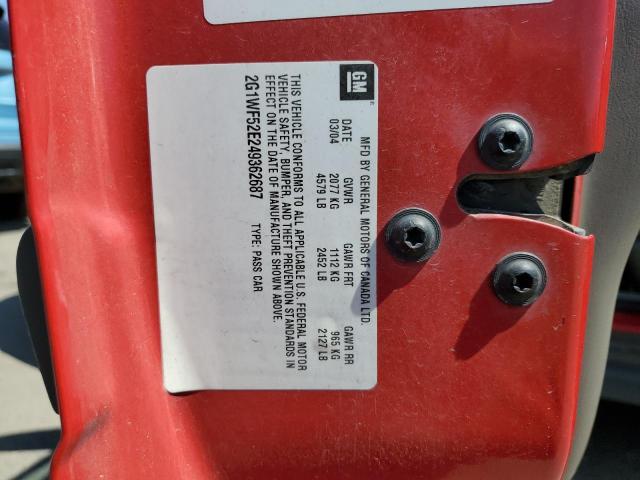 GM
MFD BY GENERAL MOTORS OF CANADA LTD.
DATE GVWR GAWR FRT GAWR RR
03/04 2077 KG 1112 KG 965 KG
4579 LB 2452 LB 2127 LB
THIS VEHICLE CONFORMS TO ALL APPLICABLE U.S. FEDERAL MOTOR
VEHICLE SAFETY, BUMPER, AND THEFT PREVENTION STANDARDS IN
EFFECT ON THE DATE OF MANUFACTURE SHOWN ABOVE.
2G1WF52E249362687 TYPE: PASS CAR